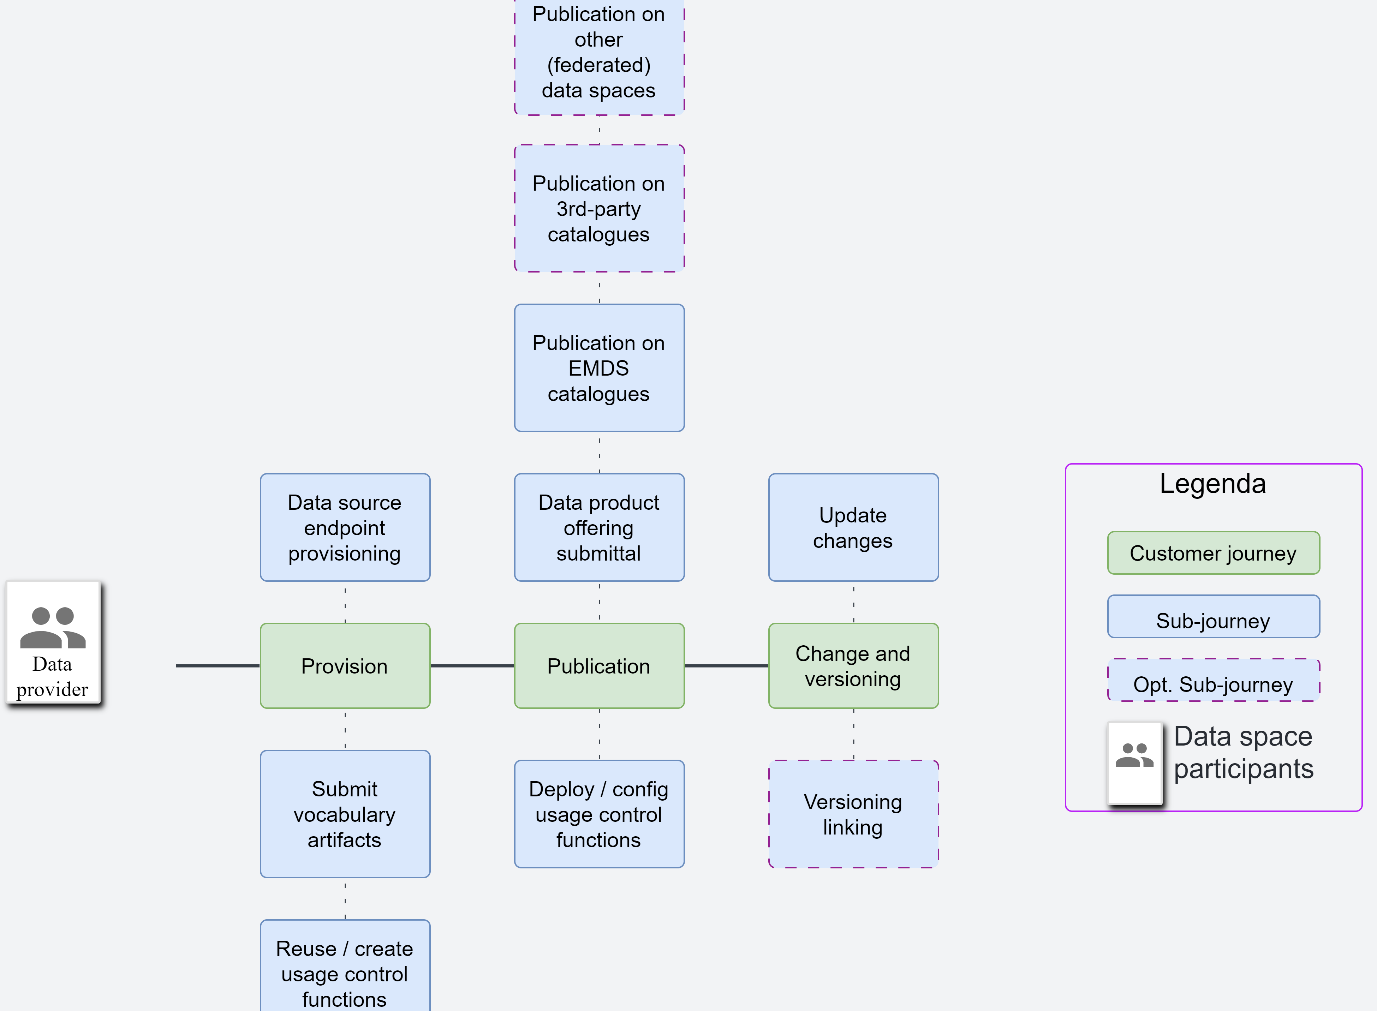 Publication on
other
(federated)
data spaces
Publication on
3rd-party
catalogues
Publication on
EMDS
catalogues
Data source
endpoint
provisioning
Data product
offering
submittal
Update
changes
Data
provider
Provision
Publication
Change and
versioning
Submit
vocabulary
artifacts
Deploy / config
usage control
functions
Versioning
linking
Reuse / create
usage control
functions
Legenda
Customer journey
Sub-journey
Opt. Sub-journey
Data space
participants